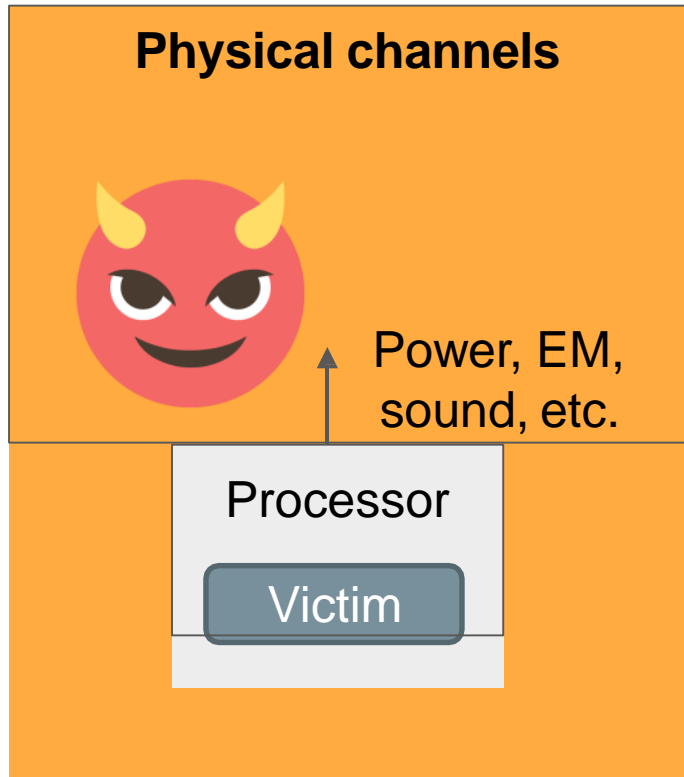 Physical channels
Power, EM,
sound, etc.
Processor
Victim